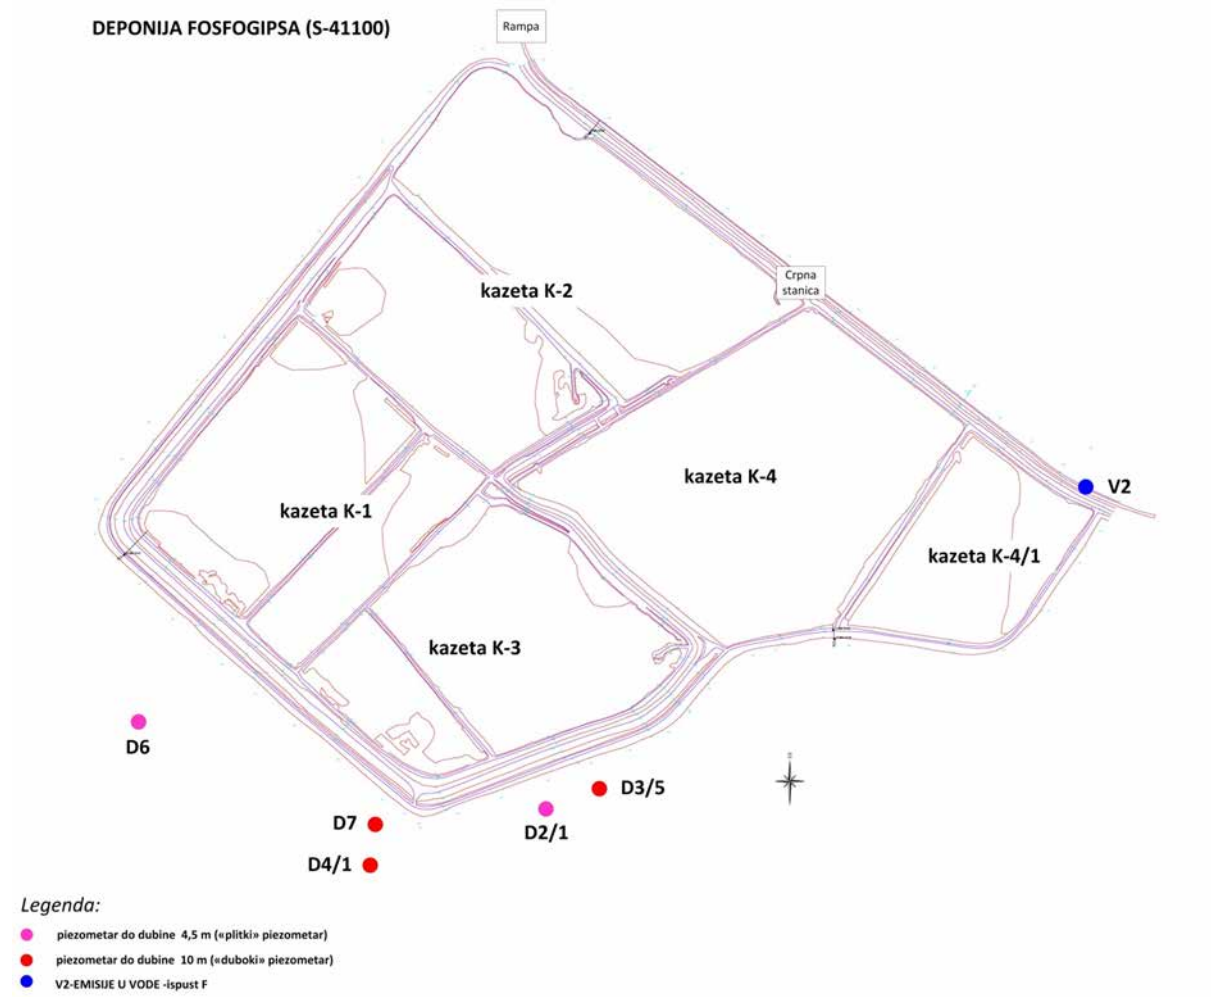 DEPONIJA FOSFOGIPSA (S-41100)
Rampa
Crpna
stanica
kazeta K-2
kazeta K-4
V2
kazeta K-1
kazeta K-4/1
kazeta K-3
D6
D3/5
D2/1
D7
D4/1
Legenda:
piezometar do dubine 4,5 m («plitki» piezometar)
piezometar do dubine 10 m («duboki» piezometar)
V2-EMISIJE U VODE -ispust F